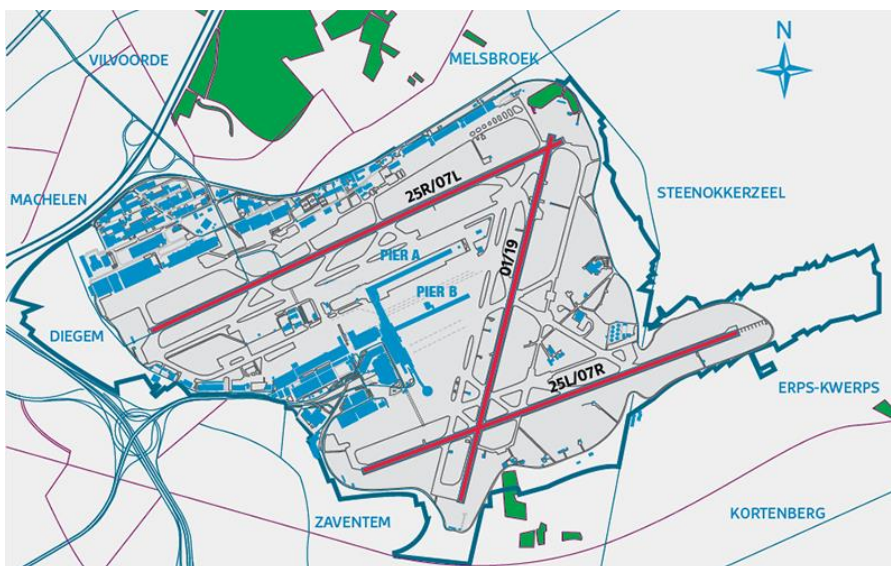 VILVOORDE
MELSBROEK
N
MACHELEN
25R/07L
STEENOKKERZEEL
01/19
PIER A
PIER B
DIEGEM
25L/07R
ERPS-KWERPS
ZAVENTEM
KORTENBERG